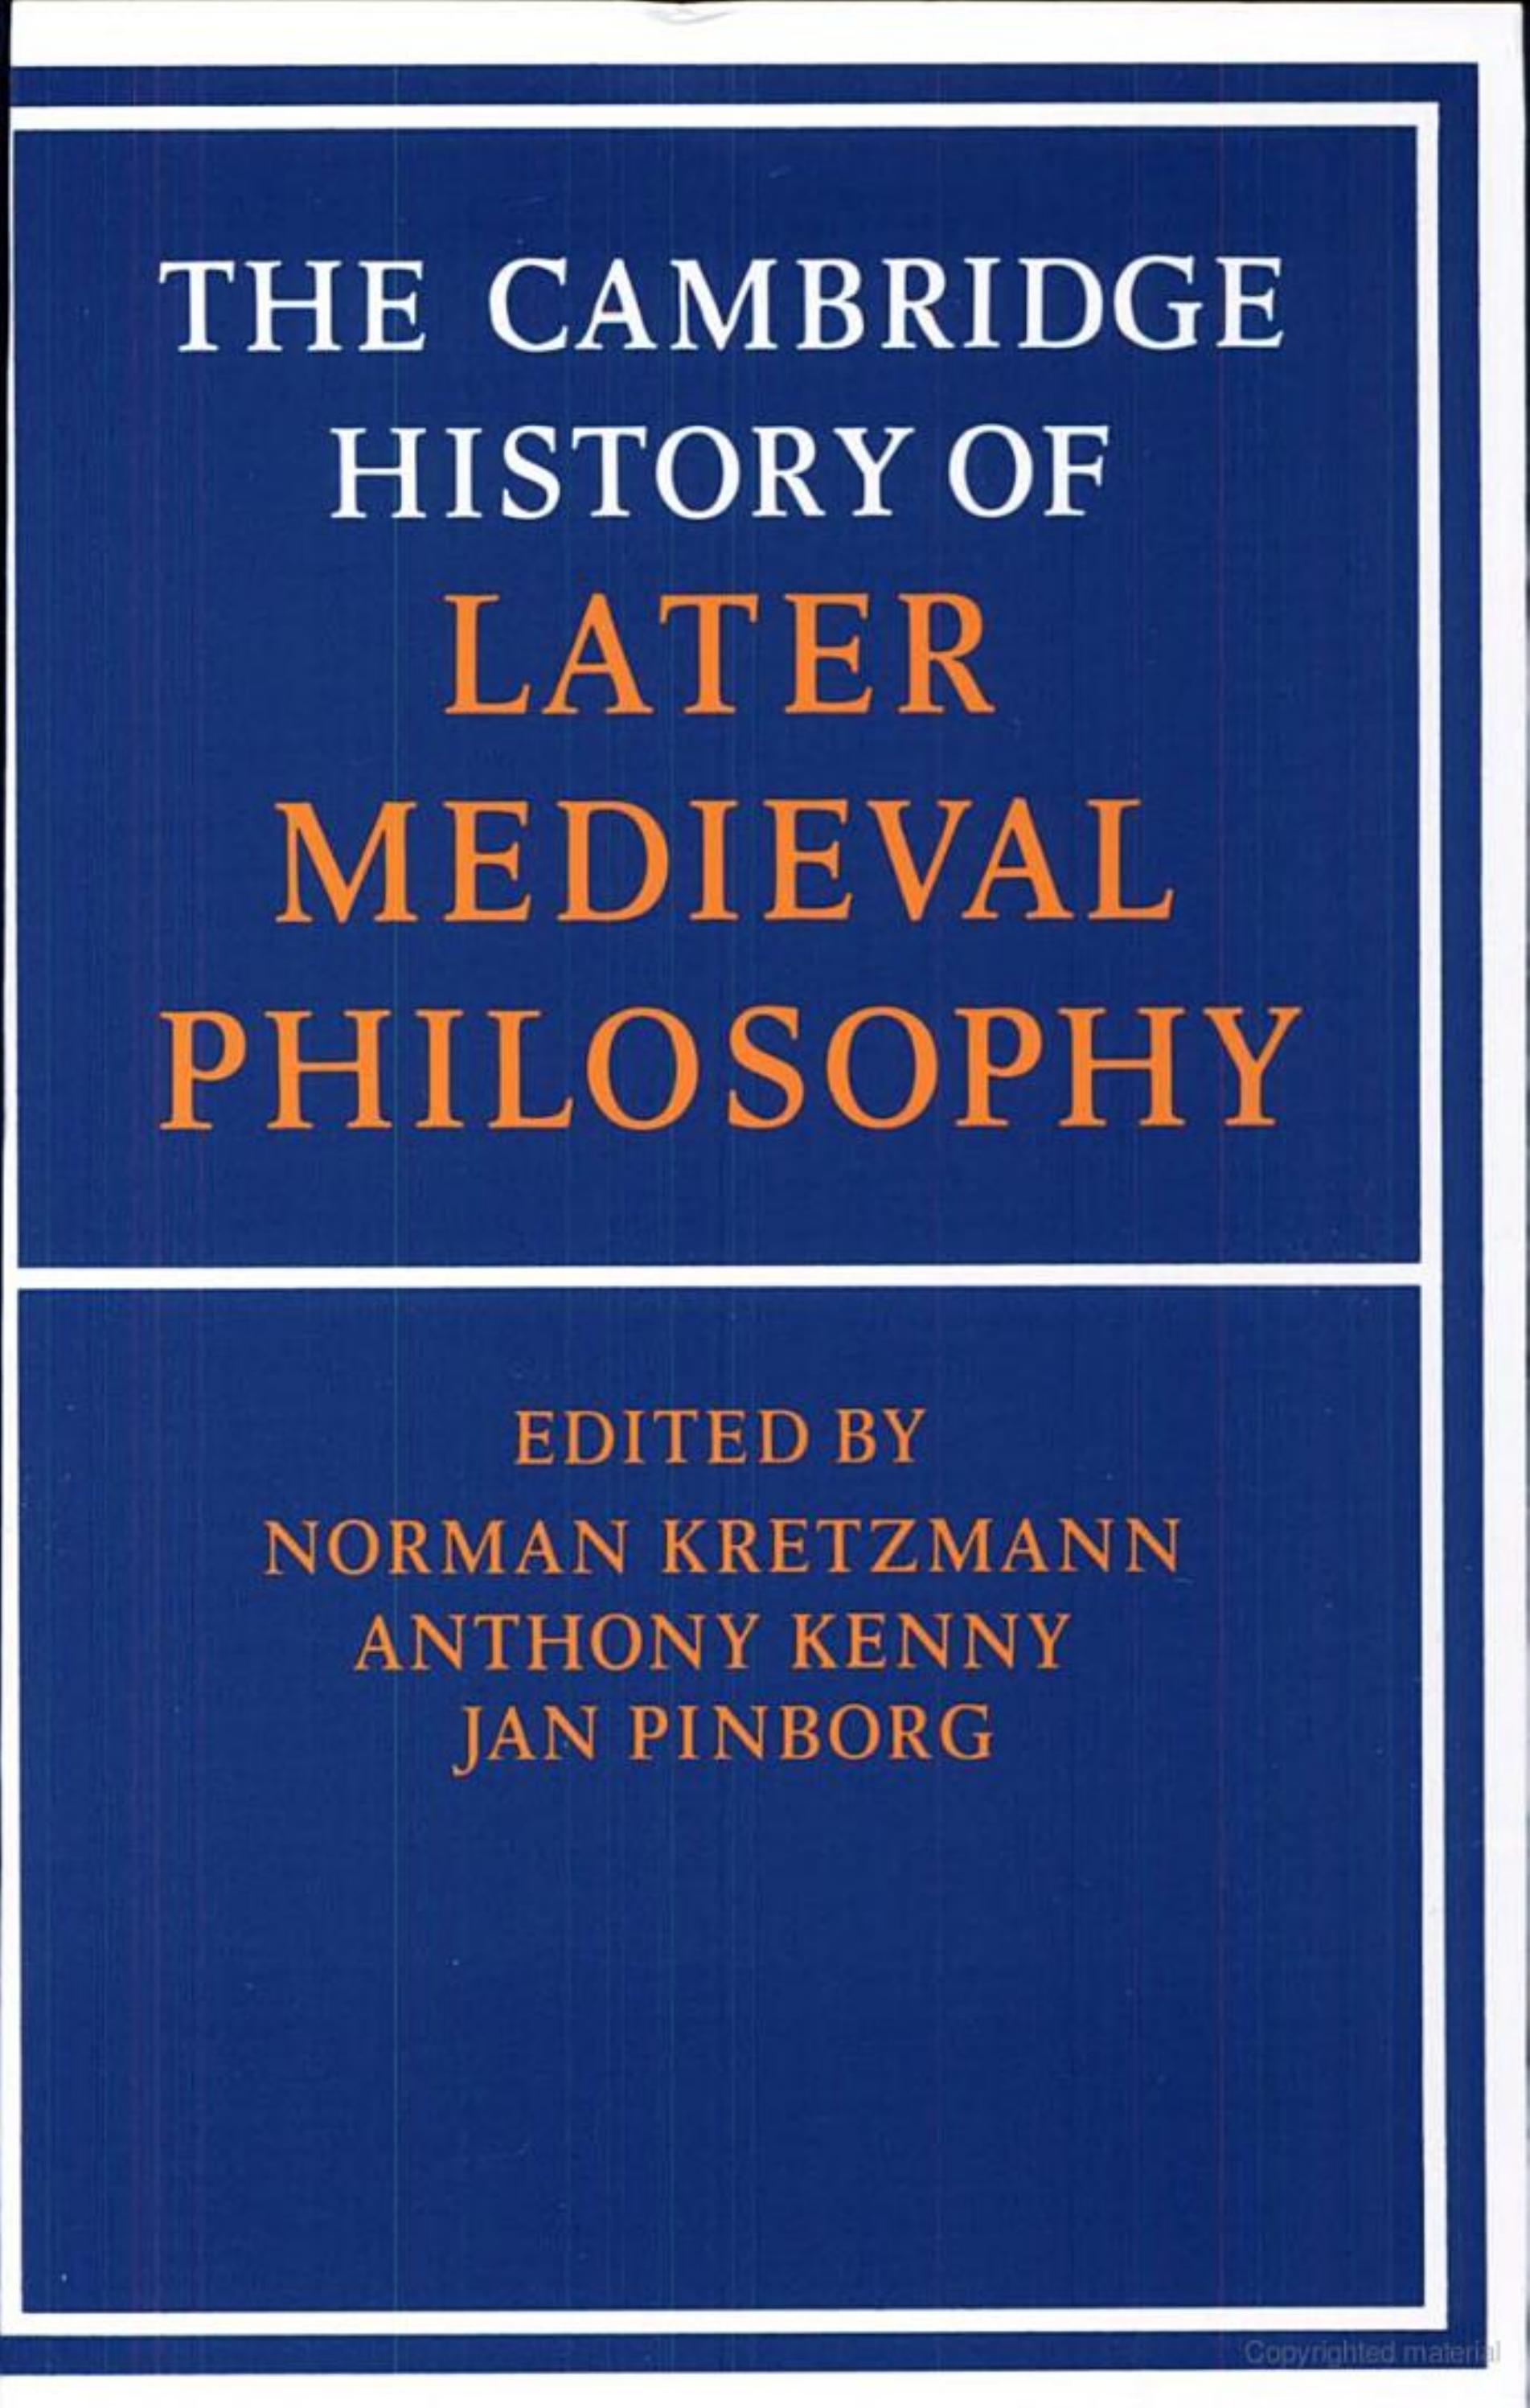 THE CAMBRIDGE
HISTORY OF
LATER
MEDIEVAL
PHILOSOPHY
EDITED BY
NORMAN KRETZMANN
ANTHONY KENNY
JAN PINBORG
Copyrighted material